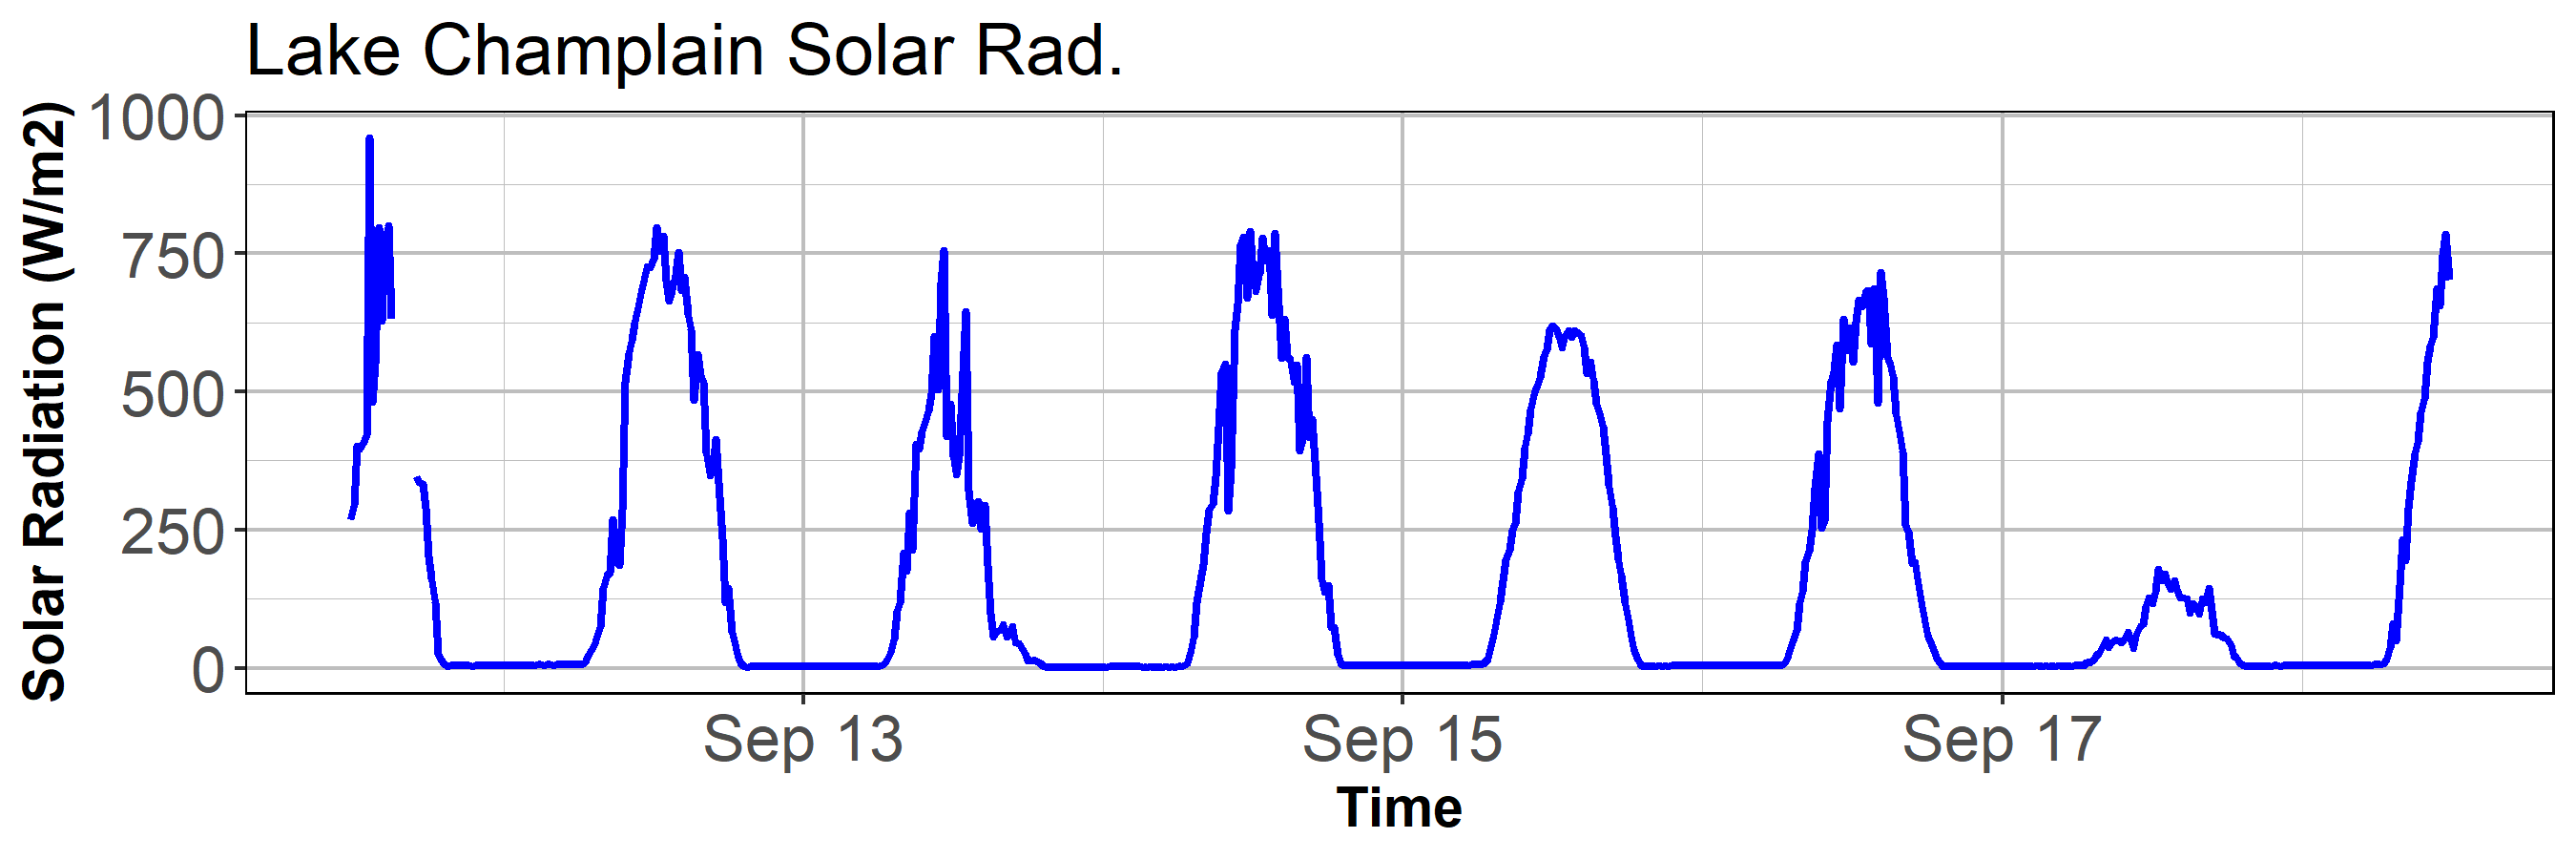 Lake Champlain Solar Rad.
Solar Radiation (W/m2)
1000
750
500
250
0
Sep 13 Sep 15 Sep 17
Time